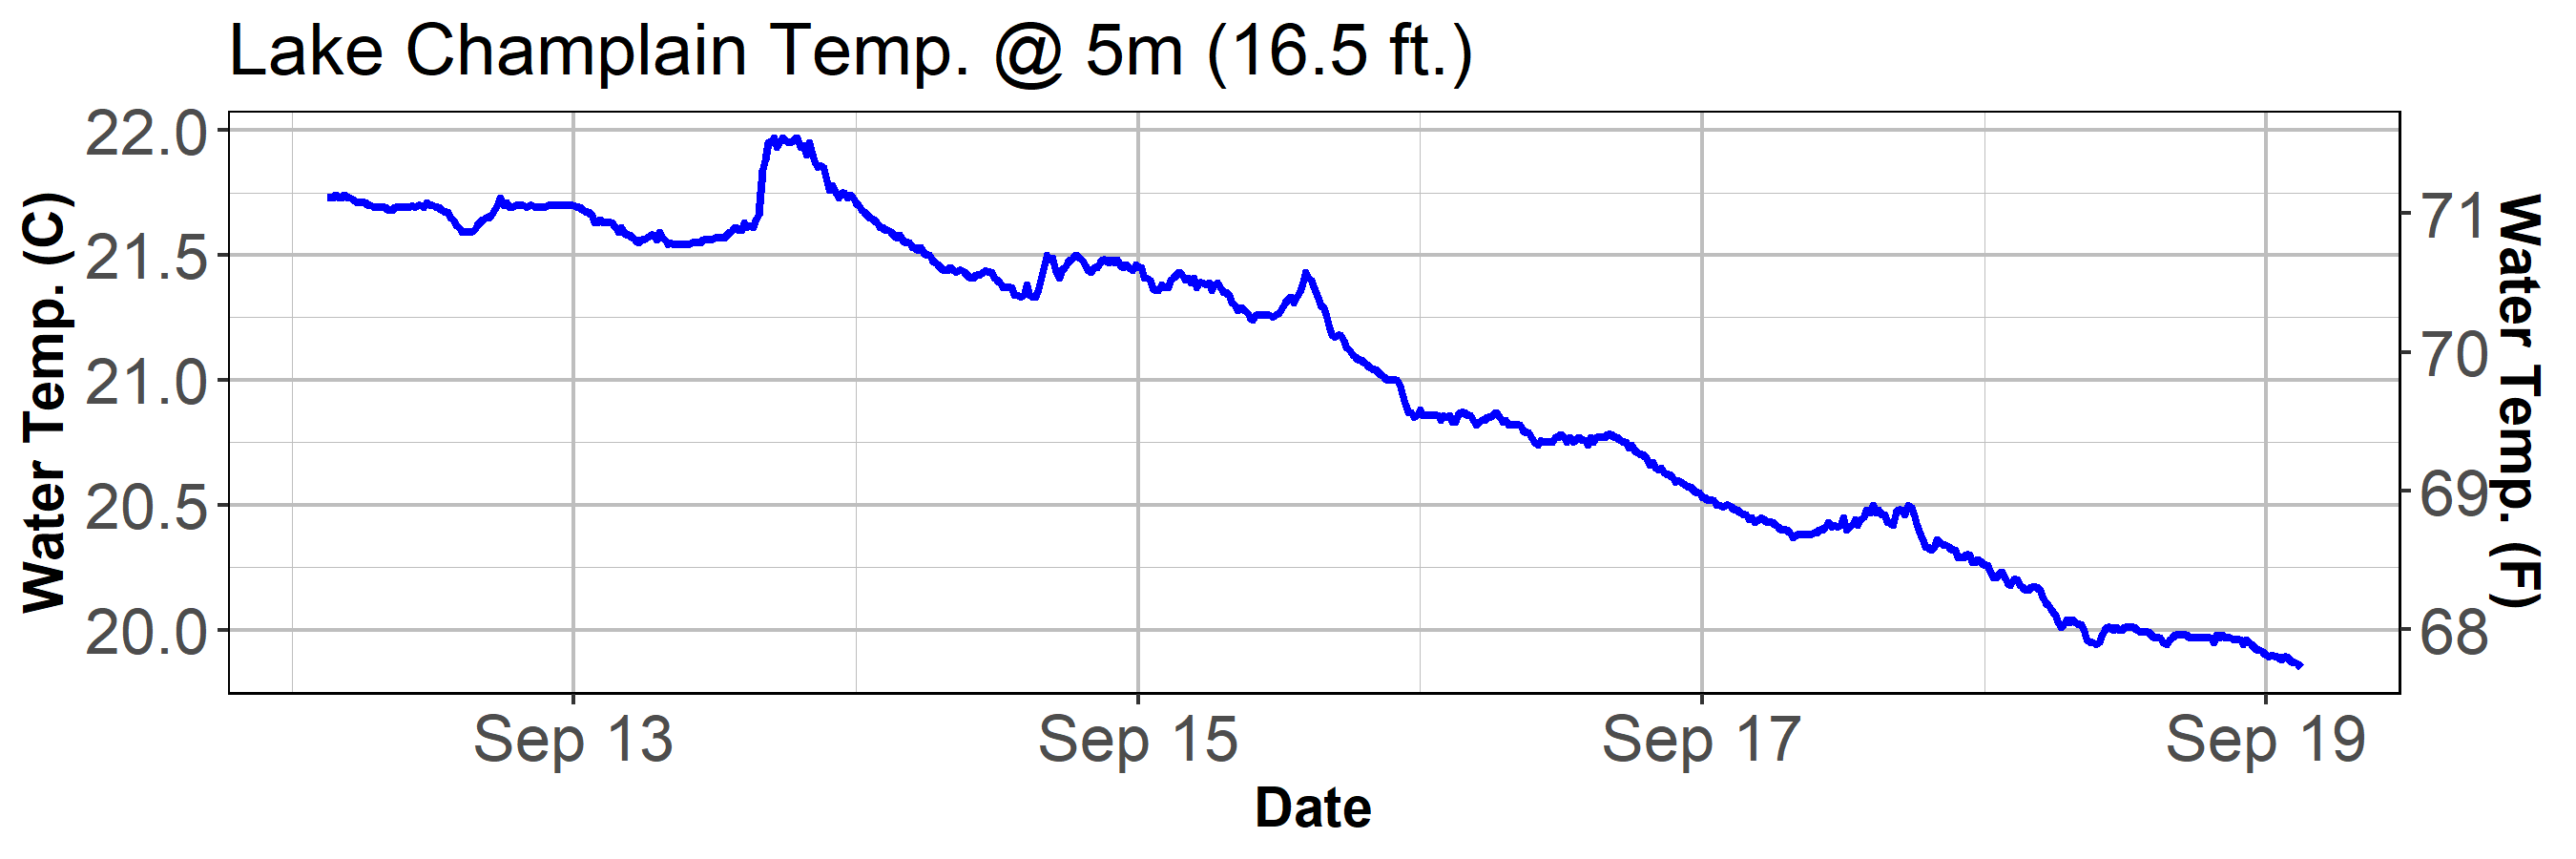 Lake Champlain Temp. @ 5m (16.5 ft.)
Water Temp. (C)
22.0
21.5
21.0
20.5
20.0
71
70
69
68
Water Temp. (F)
Sep 13
Sep 15
Sep 17
Sep 19
Date